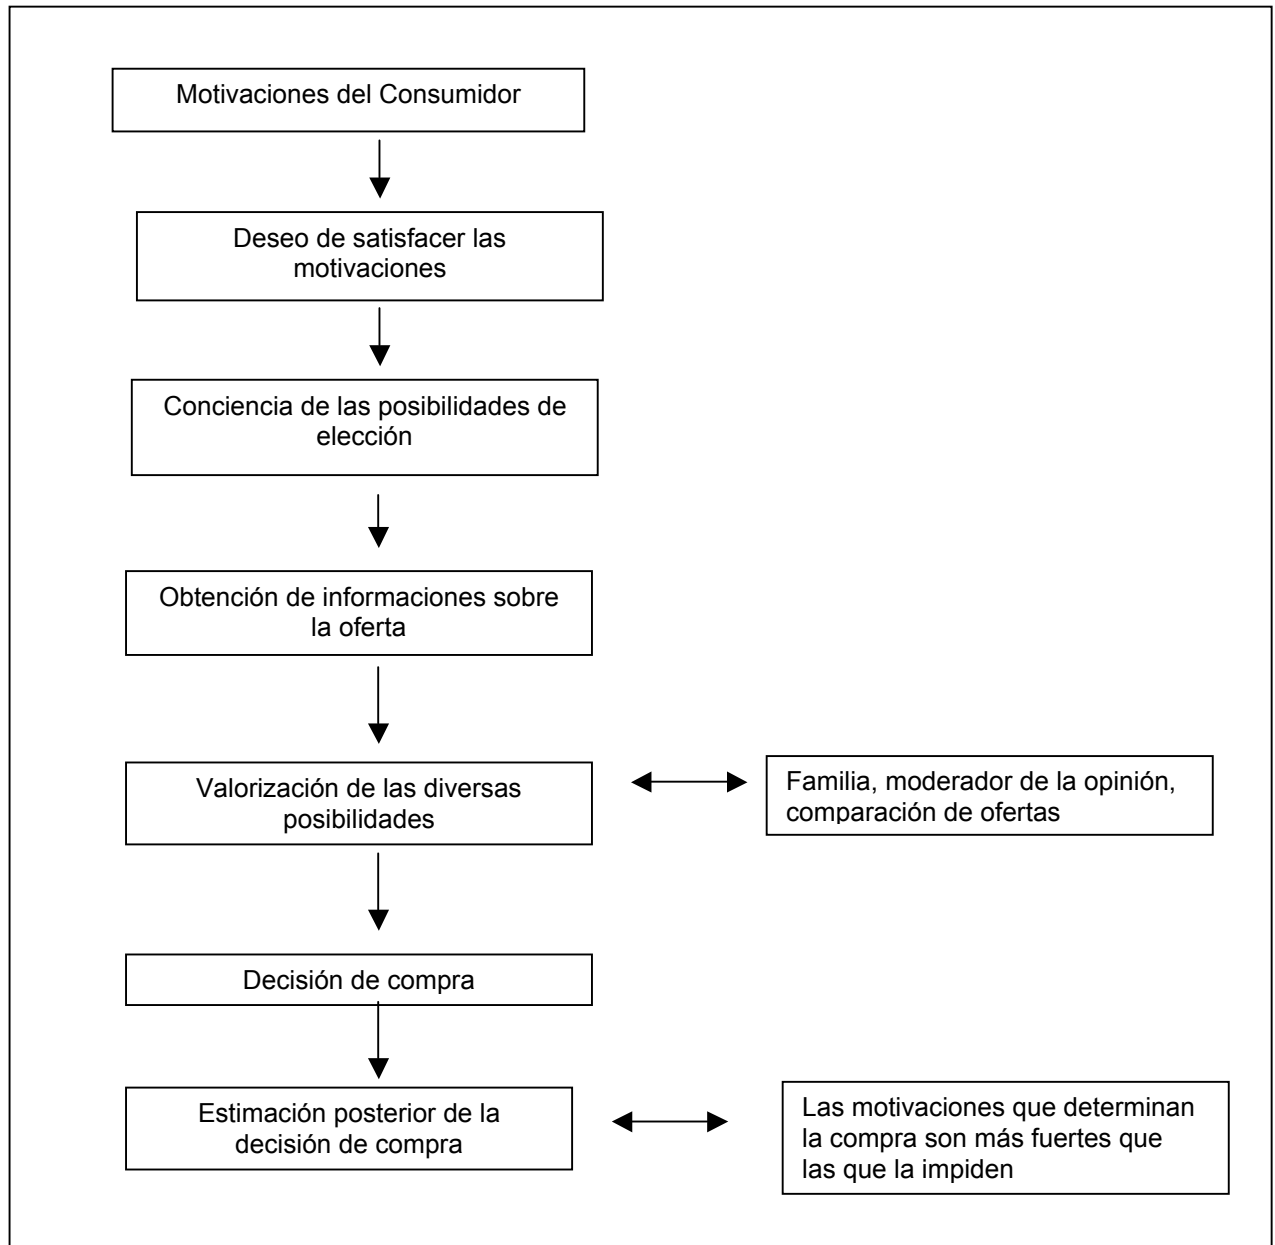 Motivaciones del Consumidor
Deseo de satisfacer las
motivaciones
Conciencia de las posibilidades de
elección
Obtención de informaciones sobre
la oferta
Valorización de las diversas
posibilidades
Familia, moderador de la opinión,
comparación de ofertas
Decisión de compra
Estimación posterior de la
decisión de compra
Las motivaciones que determinan
la compra son más fuertes que
las que la impiden